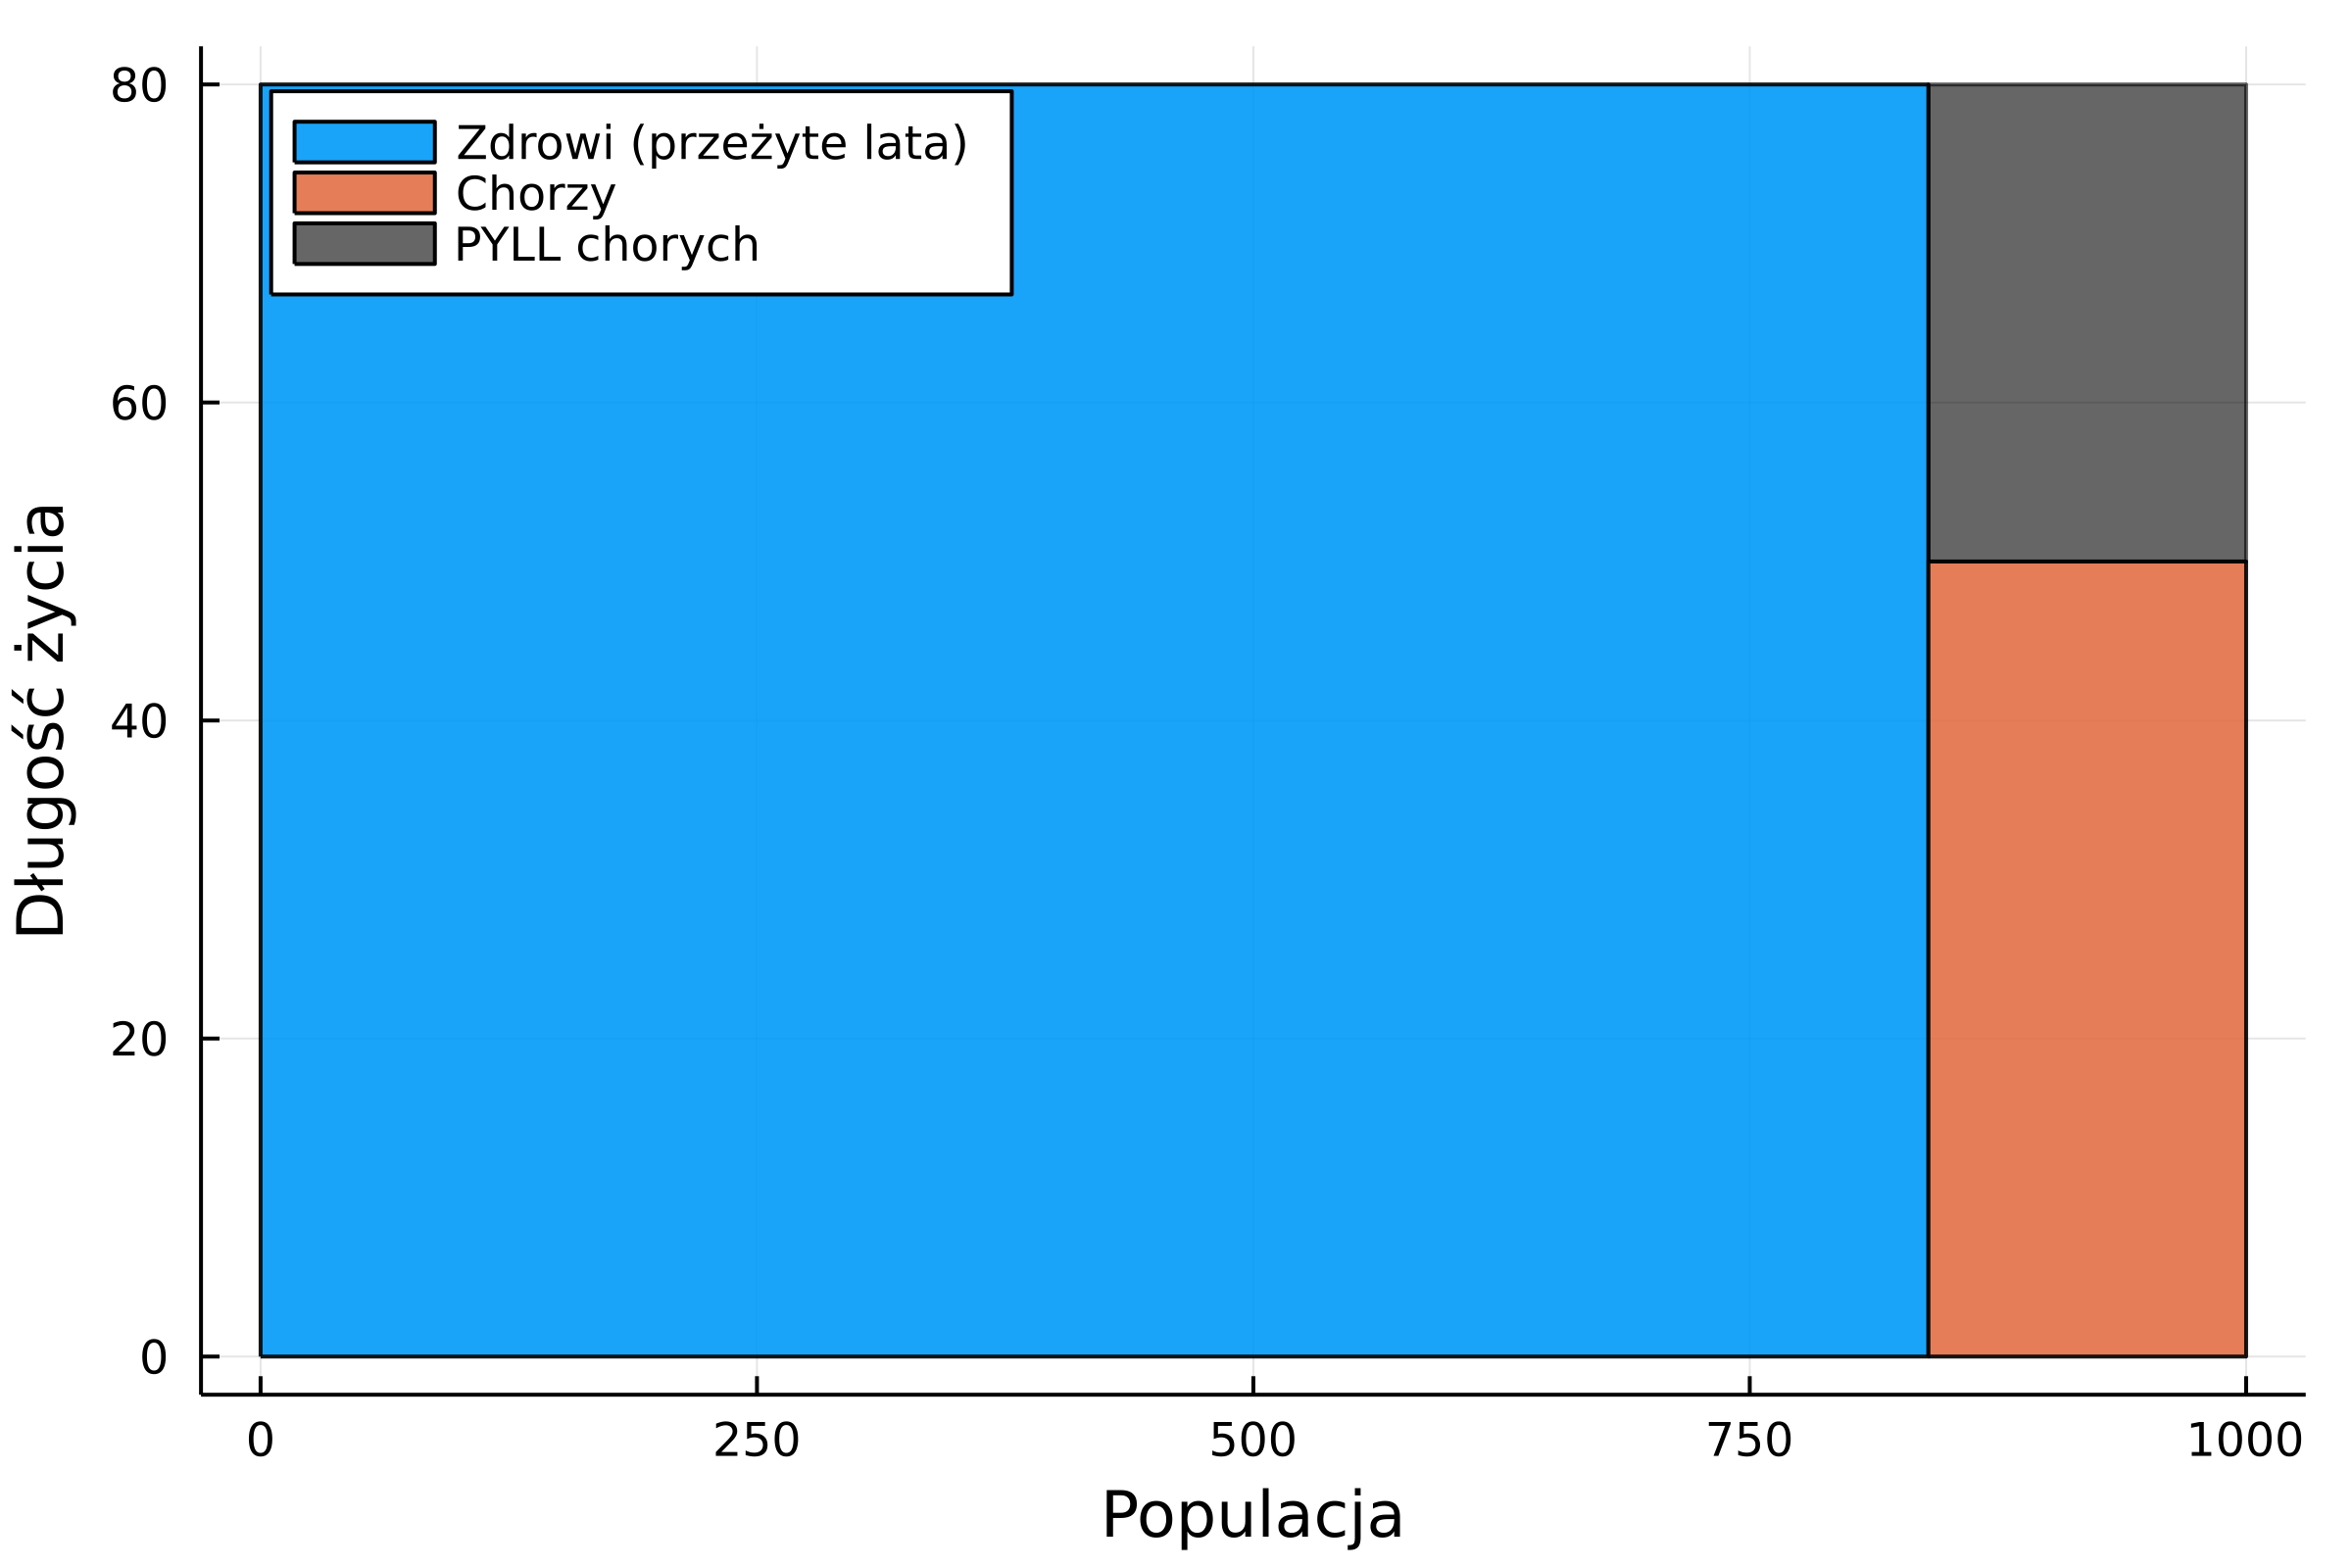 80
60
40
20
0
Długość życia
Zdrowi (przeżyte lata)
Chorzy
PYLL chorych
0 250 500 750 1000
Populacja